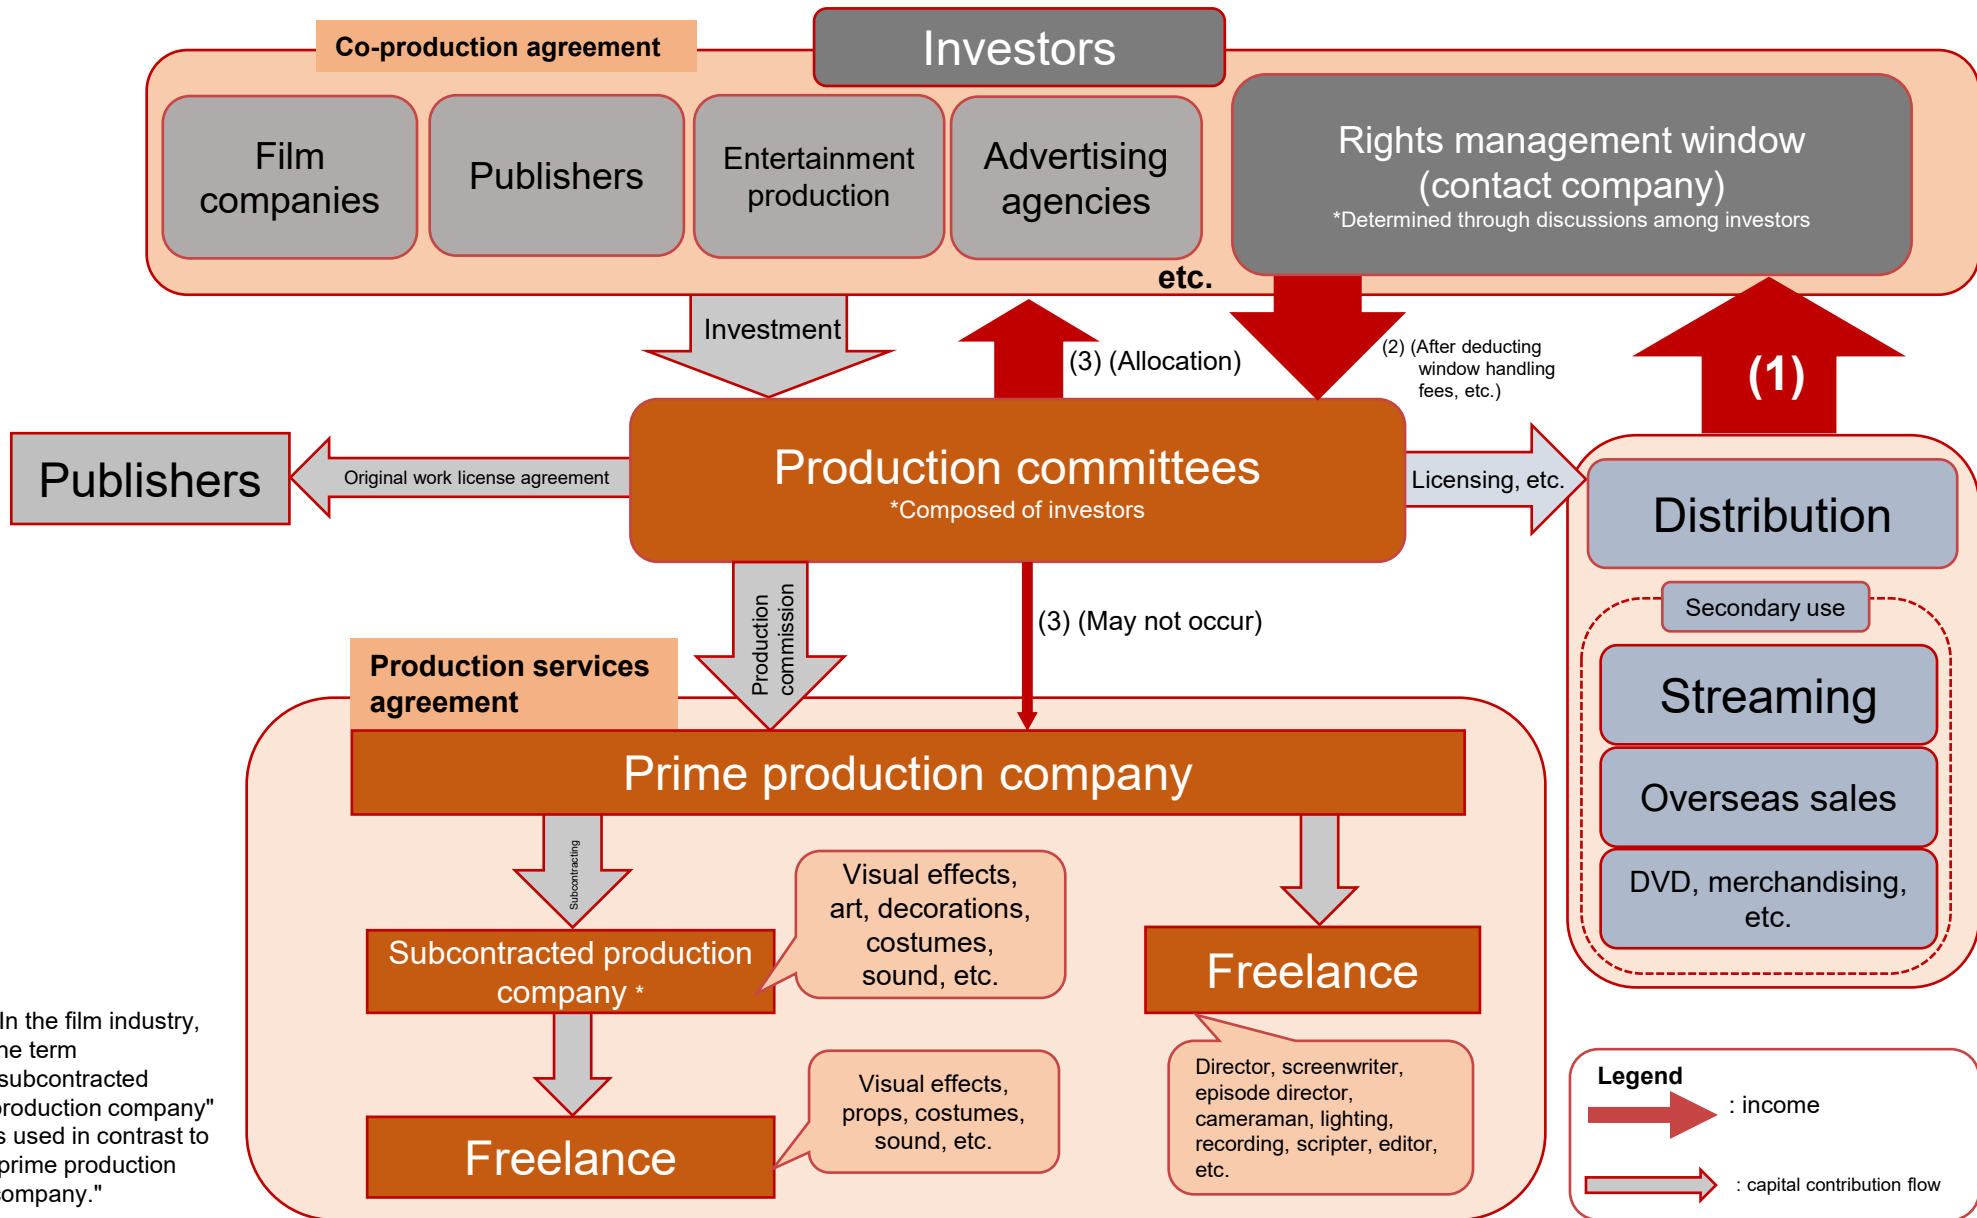 Co-production agreement
Investors
Film
companies
Publishers
Entertainment
production
Advertising
agencies
etc.
Rights management window
(contact company)
*Determined through discussions among investors
Investment
(3) (Allocation)
(2) (After deducting
window handling
fees, etc.)
(1)
Publishers
Original work license agreement
Production committees
*Composed of investors
Licensing, etc.
Distribution
Secondary use
Streaming
Overseas sales
DVD, merchandising,
etc.
Production
commission
(3) (May not occur)
Production services
agreement
Prime production company
Subcontracting
Visual effects,
art, decorations,
costumes,
sound, etc.
Subcontracted production
company *
Freelance
Director, screenwriter,
episode director,
cameraman, lighting,
recording, scripter, editor,
etc.
Visual effects,
props, costumes,
sound, etc.
Freelance
In the film industry,
term
subcontracted
production company"
used in contrast to
prime production
company."
Legend
: income
: capital contribution flow